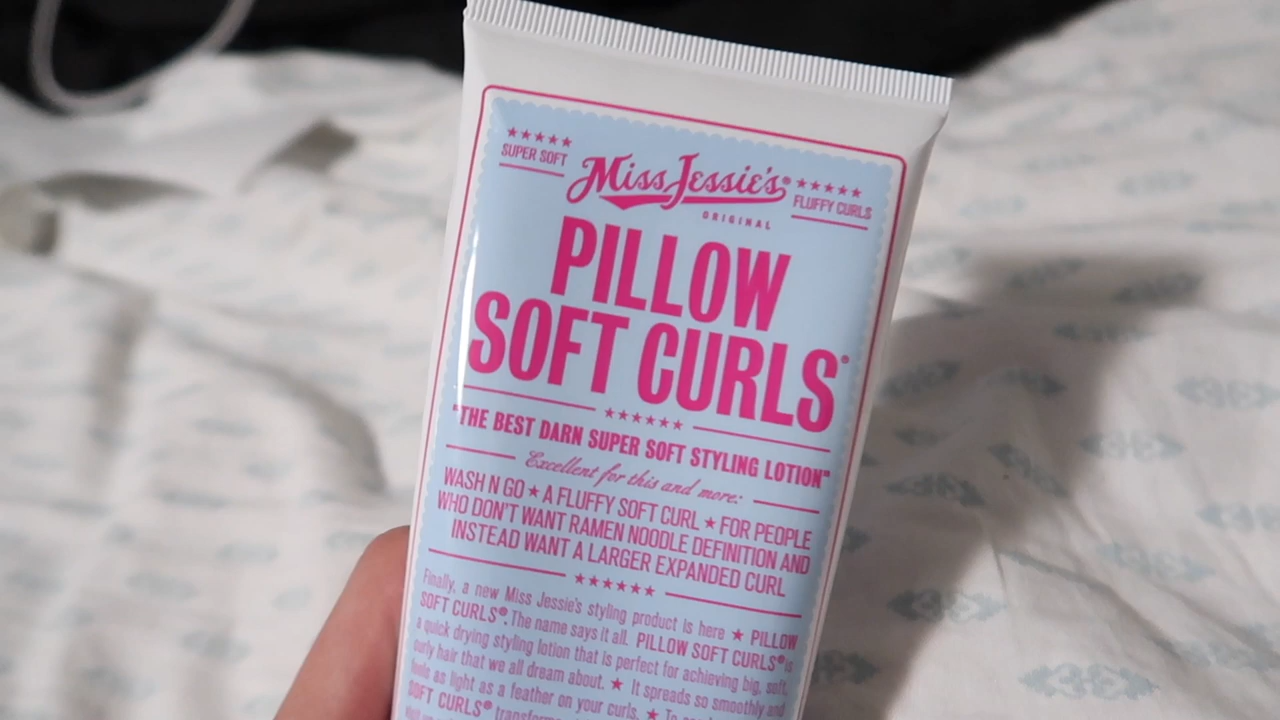 ★★★★★
SUPER SOFT
Miss Jessie's®
ORIGINAL
★★★★★
FLUFFY CURLS
PILLOW
SOFT CURLS®
★★★★★★
"THE BEST DARN SUPER SOFT STYLING LOTION"
Excellent for this and more:
WASH N GO ★ A FLUFFY SOFT CURL ★ FOR PEOPLE
WHO DON'T WANT RAMEN NOODLE DEFINITION AND
INSTEAD WANT A LARGER EXPANDED CURL
★★★★★★
Finally, a new Miss Jessie's styling product is here ★ PILLOW
SOFT CURLS®. The name says it all. PILLOW SOFT CURLS® is
a quick drying styling lotion that is perfect for achieving big, soft,
curly hair that we all dream about. ★ It spreads so smoothly and
feels as light as a feather on your curls. ★ To
SOFT CURLS®